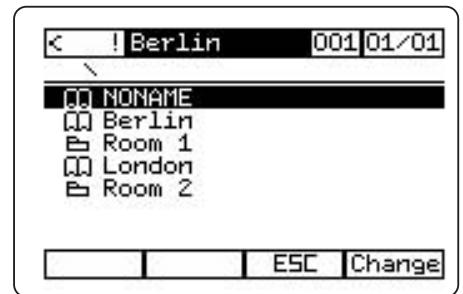 < ! Berlin 001 01/01
\
NONAME
Berlin
Room 1
London
Room 2
ESC Change